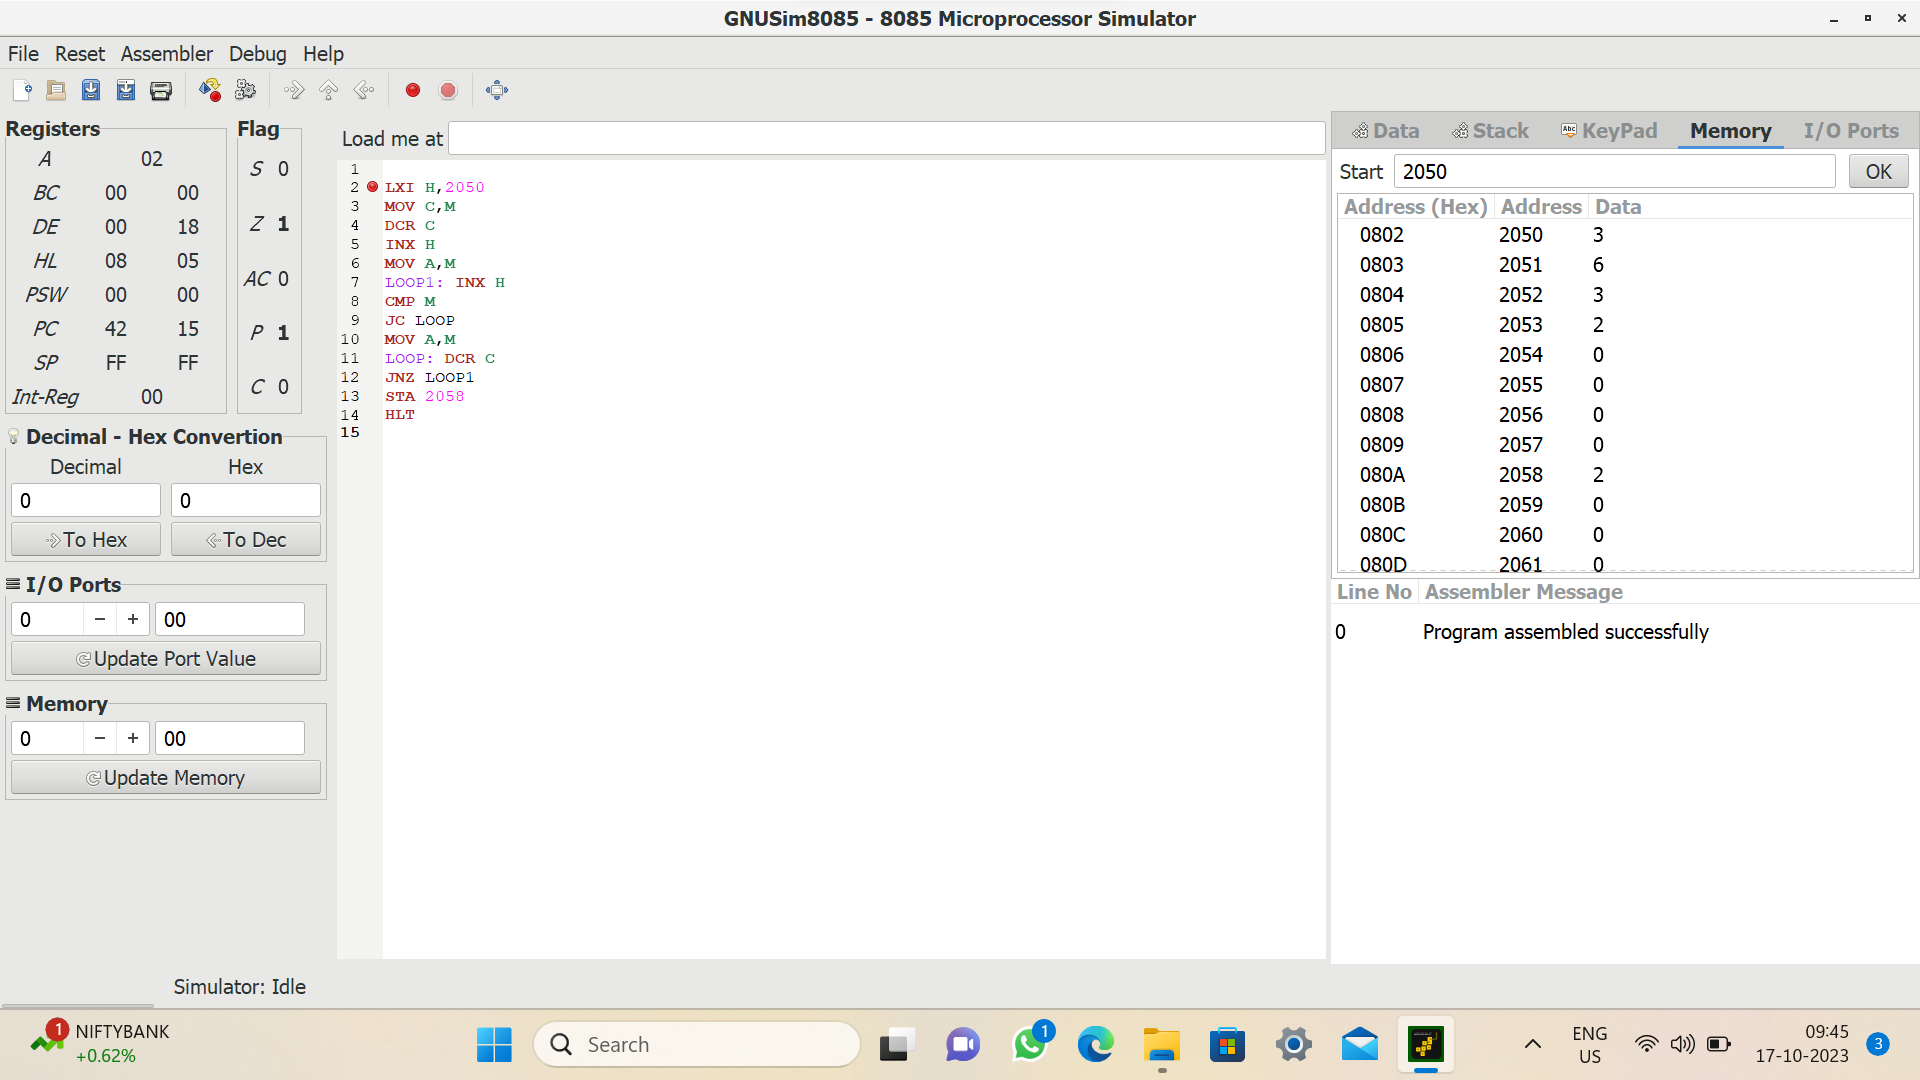 GNUSim8085 - 8085 Microprocessor Simulator
File Reset Assembler Debug Help
Registers
A 02
BC 00 00
DE 00 18
HL 08 05
PSW 00 00
PC 42 15
SP FF FF
Int-Reg 00
Flag
S 0
Z 1
AC 0
P 1
C 0
Decimal - Hex Convertion
Decimal Hex
0 0
To Hex To Dec
I/O Ports
0 − + 00
Update Port Value
Memory
0 − + 00
Update Memory
Simulator: Idle
Load me at
1
2 LXI H,2050
3 MOV C,M
4 DCR C
5 INX H
6 MOV A,M
7 LOOP1: INX H
8 CMP M
9 JC LOOP
10 MOV A,M
11 LOOP: DCR C
12 JNZ LOOP1
13 STA 2058
14 HLT
15
Data Stack Abc KeyPad Memory I/O Ports
Start 2050 OK
Address (Hex) Address Data
0802 2050 3
0803 2051 6
0804 2052 3
0805 2053 2
0806 2054 0
0807 2055 0
0808 2056 0
0809 2057 0
080A 2058 2
080B 2059 0
080C 2060 0
080D 2061 0
Line No Assembler Message
0 Program assembled successfully
1 NIFTYBANK
+0.62%
Search
1
ENG
US
09:45
17-10-2023
3